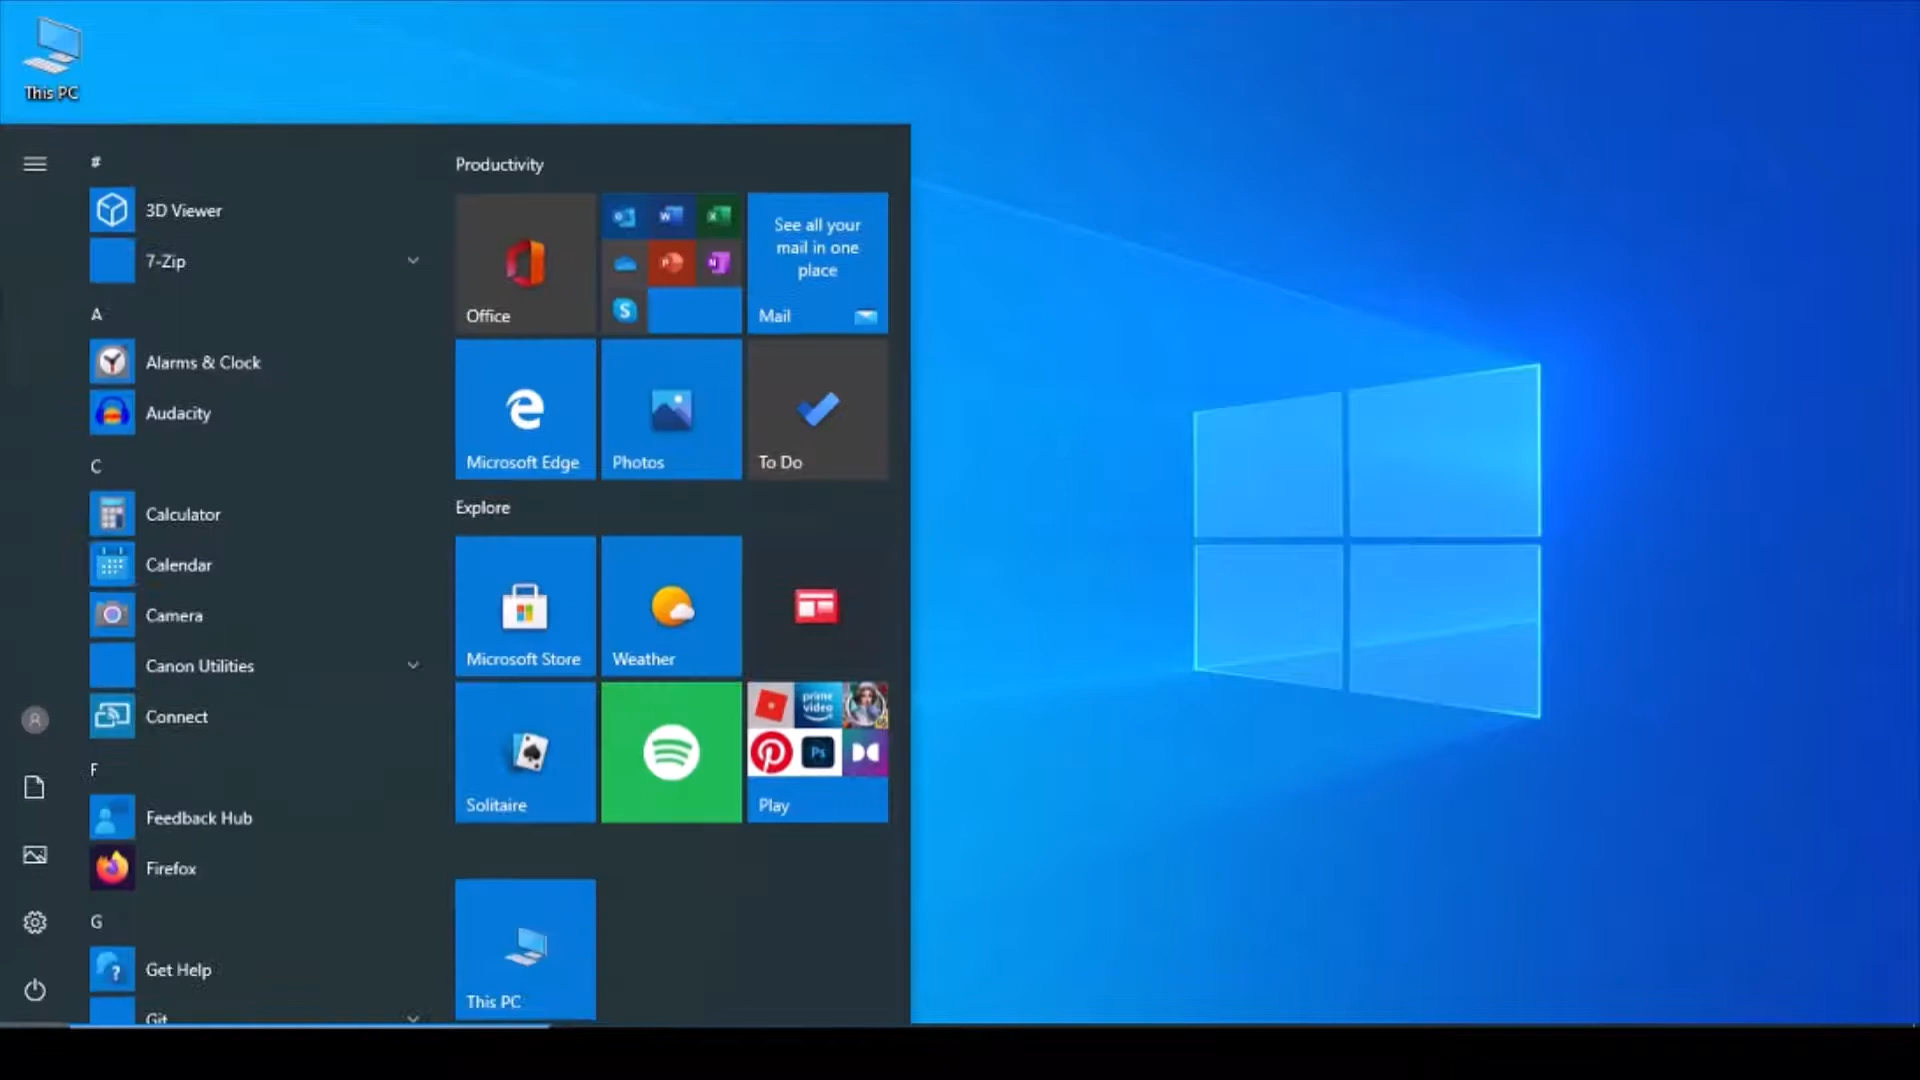 This PC
#
3D Viewer
7-Zip
A
Alarms & Clock
Audacity
C
Calculator
Calendar
Camera
Canon Utilities
Connect
F
Feedback Hub
Firefox
G
Get Help
Git
Productivity
Office
See all your
mail in one
place
Mail
Microsoft Edge
Photos
To Do
Explore
Microsoft Store
Weather
Solitaire
prime
video
Ps
Play
This PC